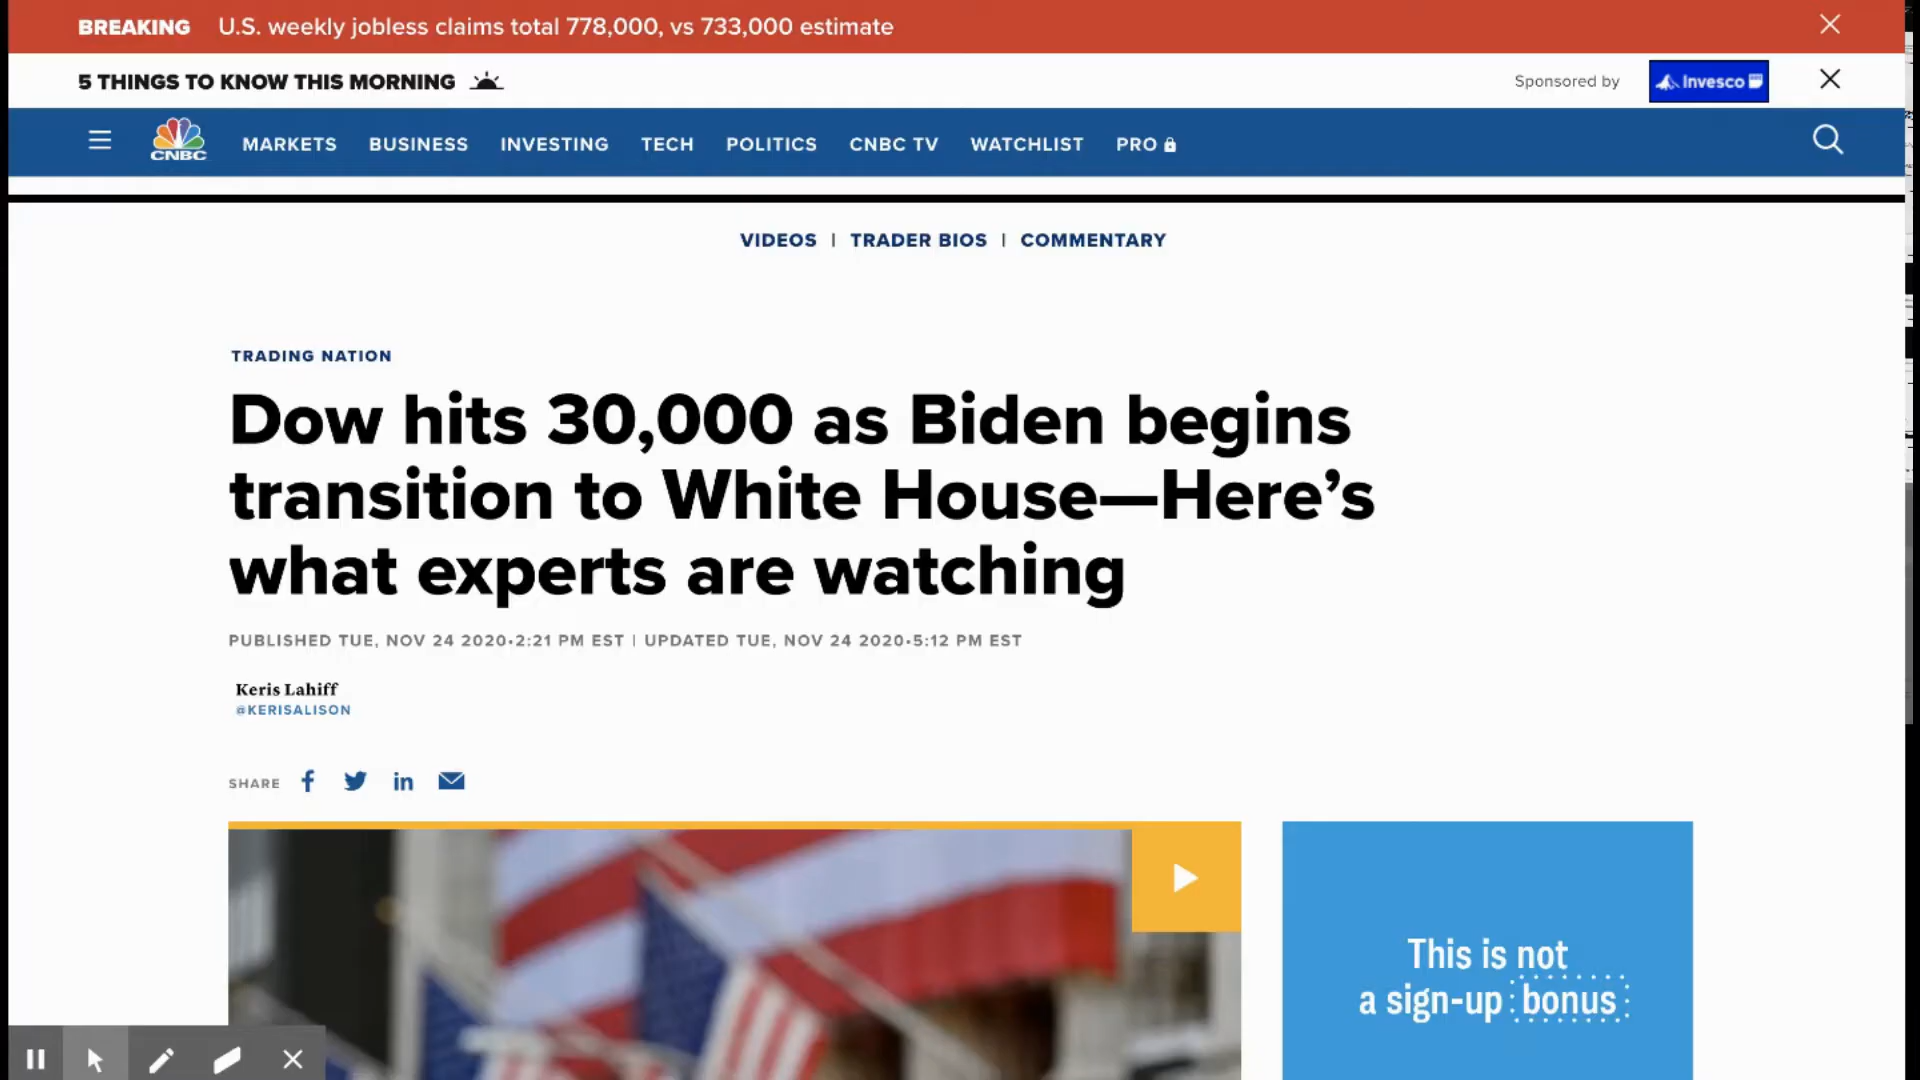 BREAKING U.S. weekly jobless claims total 778,000, vs 733,000 estimate
5 THINGS TO KNOW THIS MORNING Sponsored by Invesco
CNBC MARKETS BUSINESS INVESTING TECH POLITICS CNBC TV WATCHLIST PRO
VIDEOS | TRADER BIOS | COMMENTARY
TRADING NATION
Dow hits 30,000 as Biden begins
transition to White House—Here’s
what experts are watching
PUBLISHED TUE, NOV 24 2020•2:21 PM EST | UPDATED TUE, NOV 24 2020•5:12 PM EST
Keris Lahiff
@KERISALISON
SHARE
This is not
a sign-up bonus